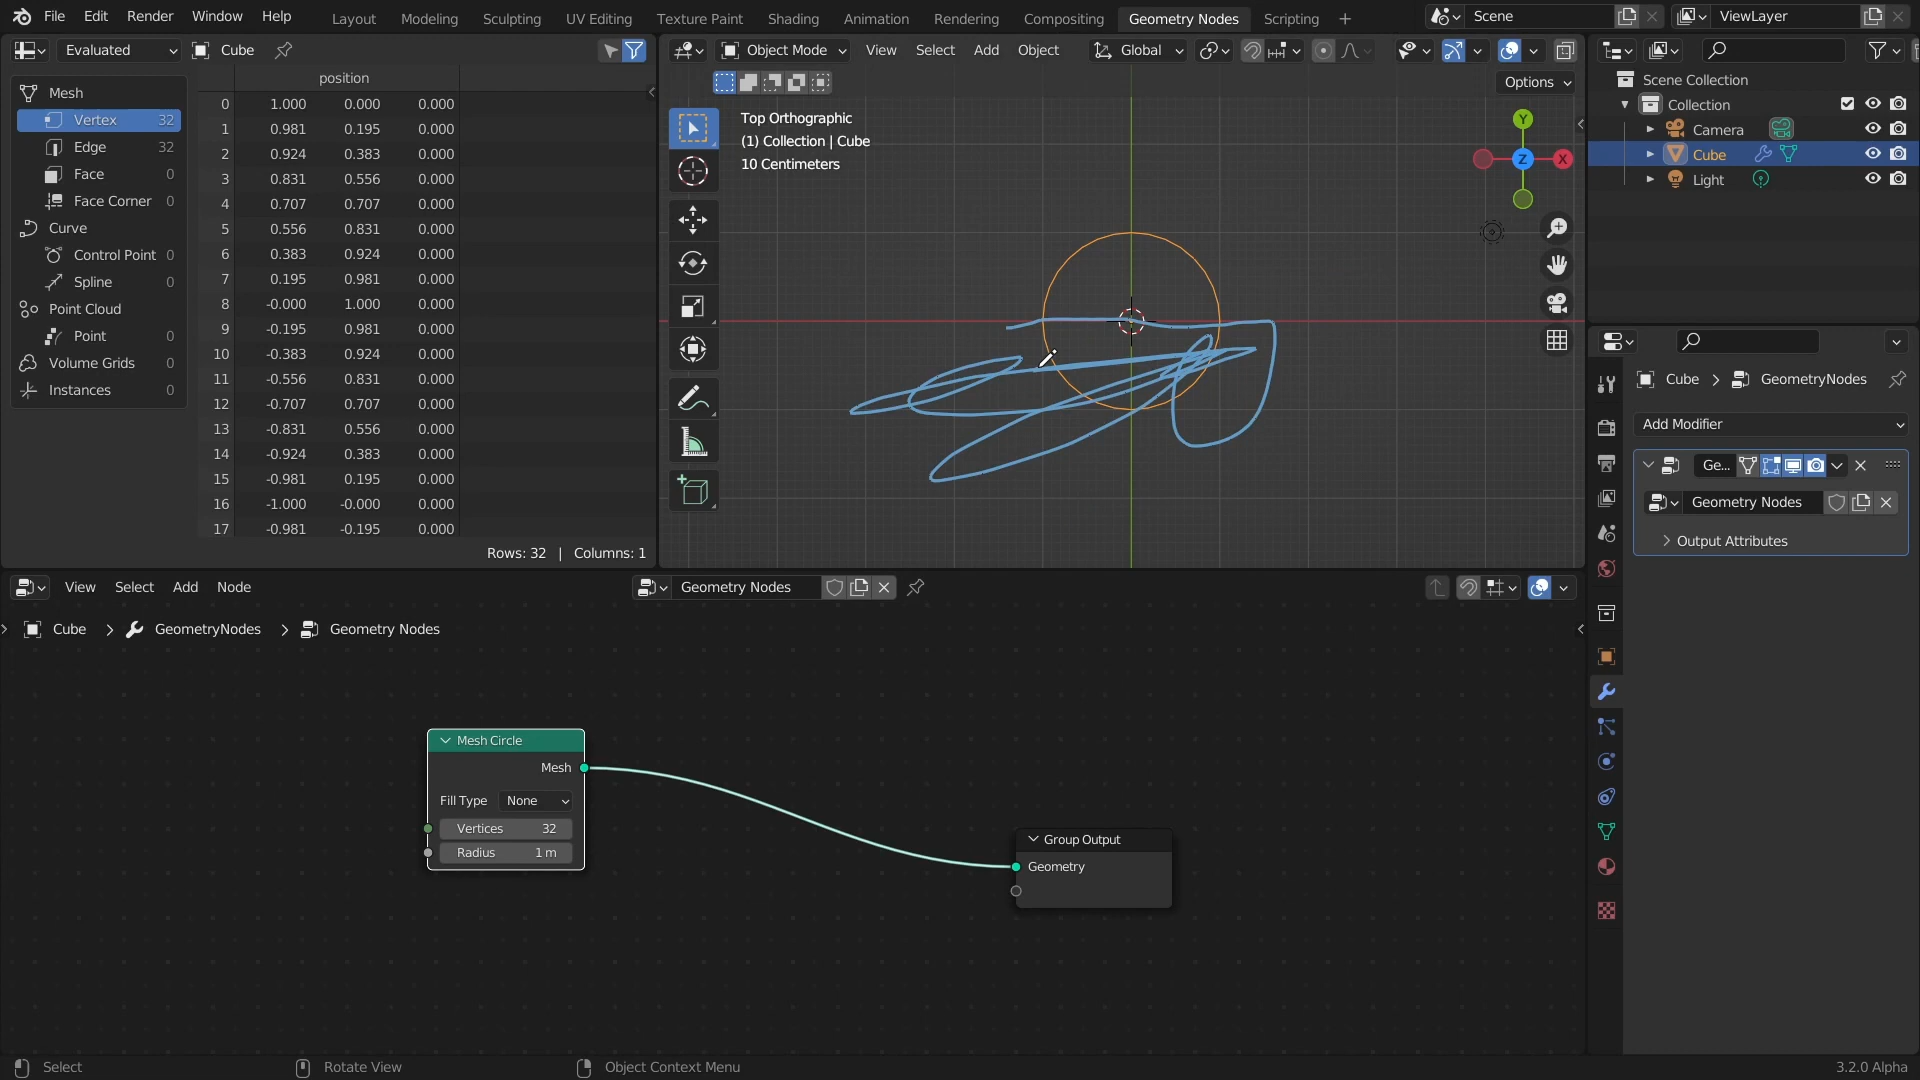 File Edit Render Window Help Layout Modeling Sculpting UV Editing Texture Paint Shading Animation Rendering Compositing Geometry Nodes Scripting + Scene ViewLayer
Evaluated Cube
position
Mesh
Vertex 32
Edge 32
Face 0
Face Corner 0
Curve
Control Point 0
Spline 0
Point Cloud
Point 0
Volume Grids 0
Instances 0
0 1.000 0.000 0.000
1 0.981 0.195 0.000
2 0.924 0.383 0.000
3 0.831 0.556 0.000
4 0.707 0.707 0.000
5 0.556 0.831 0.000
6 0.383 0.924 0.000
7 0.195 0.981 0.000
8 -0.000 1.000 0.000
9 -0.195 0.981 0.000
10 -0.383 0.924 0.000
11 -0.556 0.831 0.000
12 -0.707 0.707 0.000
13 -0.831 0.556 0.000
14 -0.924 0.383 0.000
15 -0.981 0.195 0.000
16 -1.000 -0.000 0.000
17 -0.981 -0.195 0.000
Rows: 32 | Columns: 1
Object Mode View Select Add Object Global
Options
Top Orthographic
(1) Collection | Cube
10 Centimeters
Y
Z
X
Scene Collection
Collection
Camera
Cube
Light
Cube > GeometryNodes
Add Modifier
Ge...
Geometry Nodes
Output Attributes
View Select Add Node Geometry Nodes
Cube > GeometryNodes > Geometry Nodes
Mesh Circle
Mesh
Fill Type None
Vertices 32
Radius 1 m
Group Output
Geometry
Select Rotate View Object Context Menu 3.2.0 Alpha